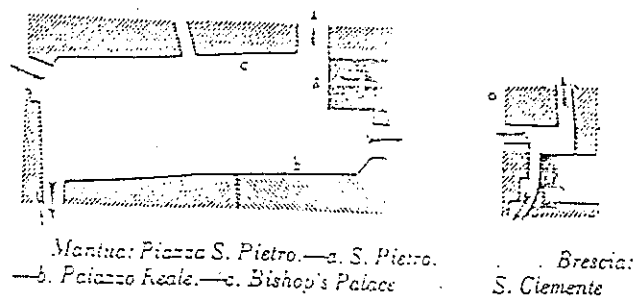 c
a
b
Mantua: Piazza S. Pietro.—a. S. Pietro.
—b. Palazzo Reale.—c. Bishop's Palace
Brescia:
S. Clemente